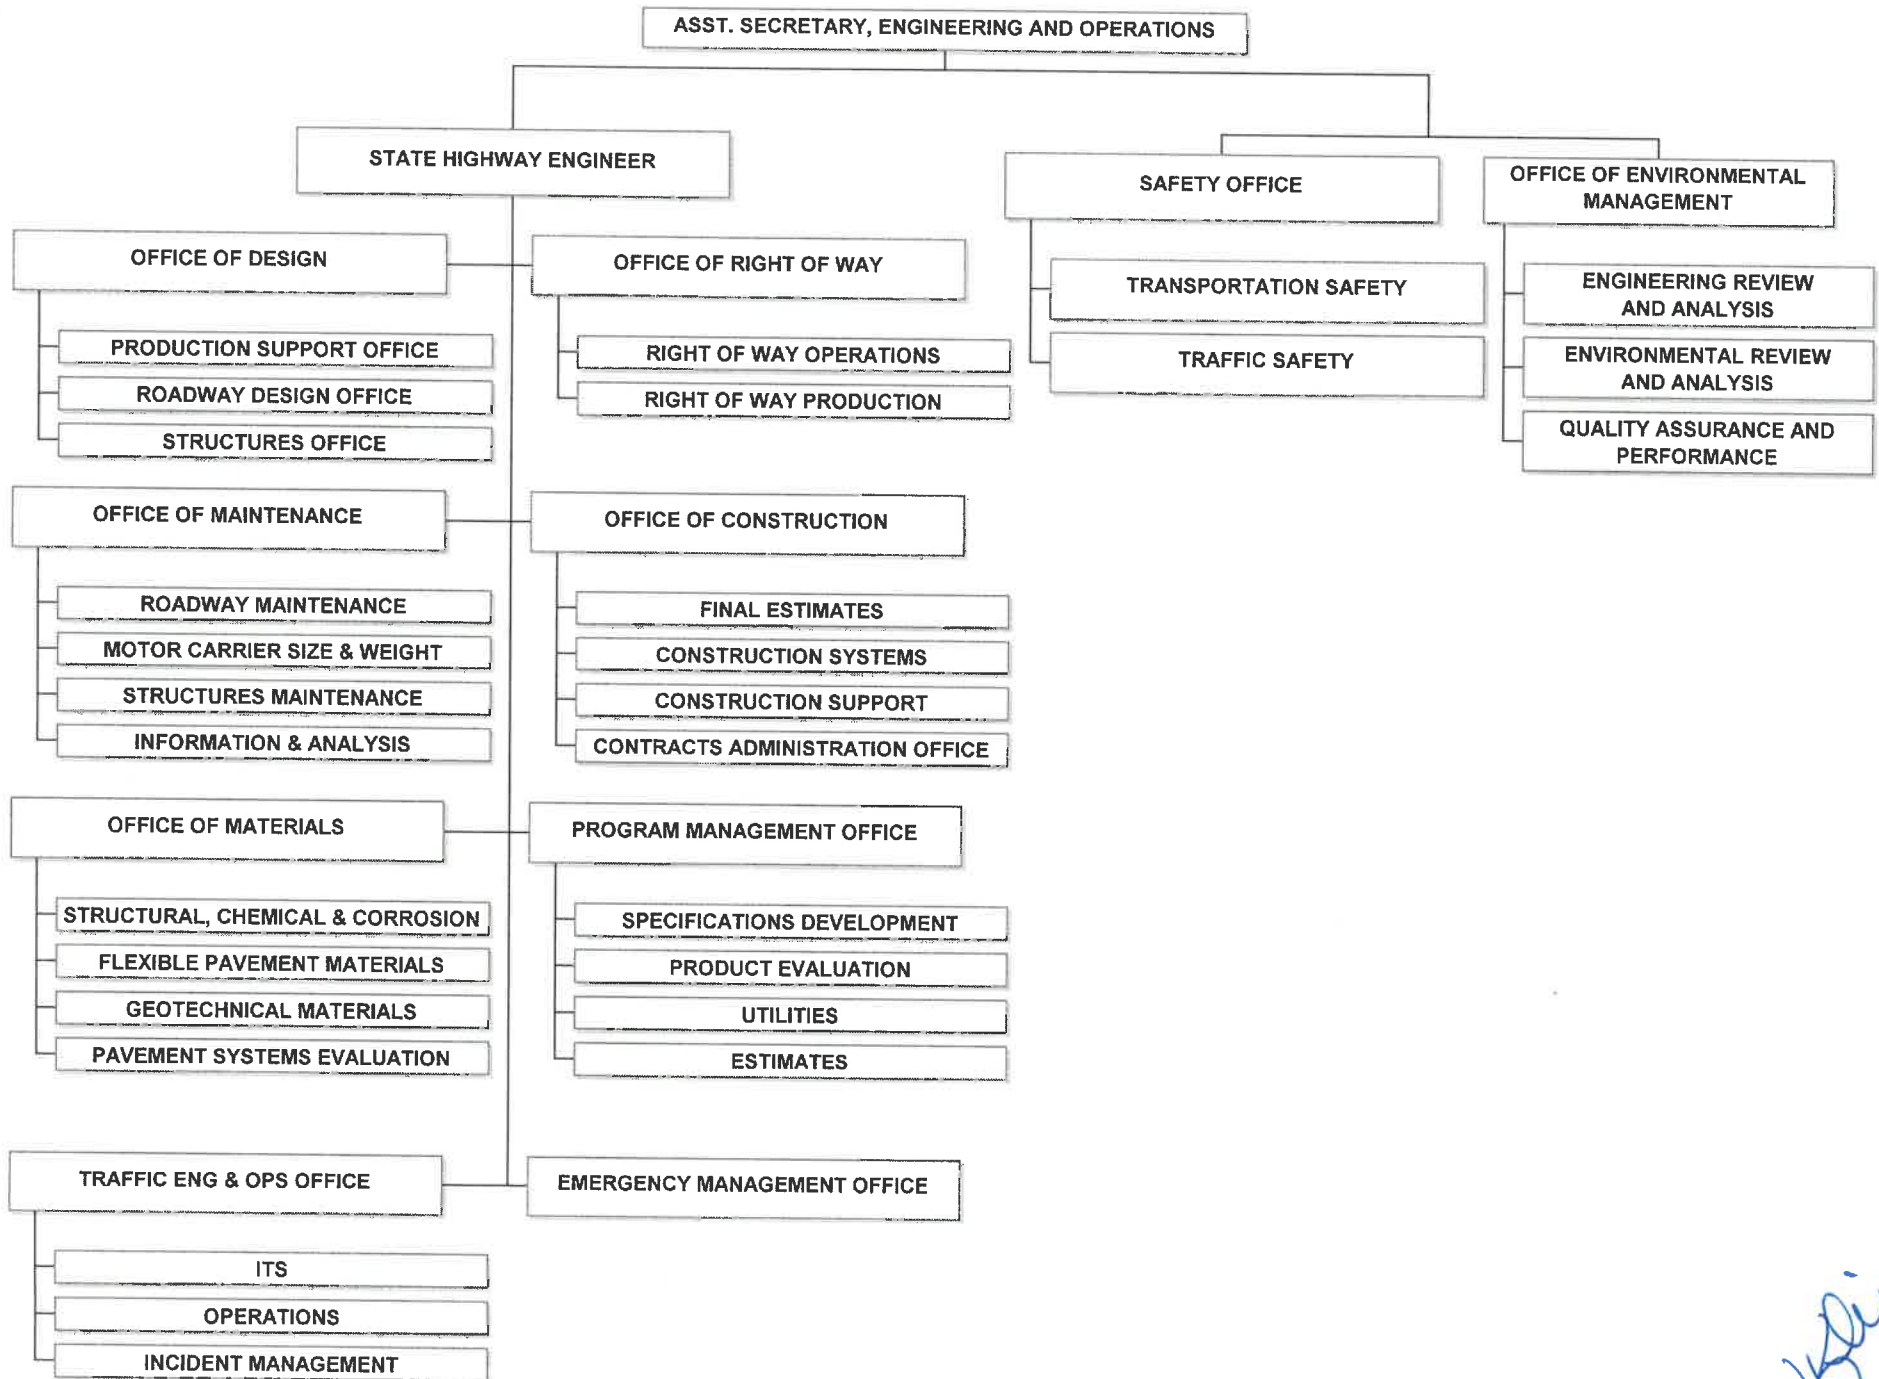 ASST. SECRETARY, ENGINEERING AND OPERATIONS
STATE HIGHWAY ENGINEER
SAFETY OFFICE
OFFICE OF ENVIRONMENTAL
MANAGEMENT
OFFICE OF DESIGN
OFFICE OF RIGHT OF WAY
TRANSPORTATION SAFETY
TRAFFIC SAFETY
ENGINEERING REVIEW
AND ANALYSIS
ENVIRONMENTAL REVIEW
AND ANALYSIS
QUALITY ASSURANCE AND
PERFORMANCE
PRODUCTION SUPPORT OFFICE
ROADWAY DESIGN OFFICE
STRUCTURES OFFICE
RIGHT OF WAY OPERATIONS
RIGHT OF WAY PRODUCTION
OFFICE OF MAINTENANCE
OFFICE OF CONSTRUCTION
ROADWAY MAINTENANCE
MOTOR CARRIER SIZE & WEIGHT
STRUCTURES MAINTENANCE
INFORMATION & ANALYSIS
FINAL ESTIMATES
CONSTRUCTION SYSTEMS
CONSTRUCTION SUPPORT
CONTRACTS ADMINISTRATION OFFICE
OFFICE OF MATERIALS
PROGRAM MANAGEMENT OFFICE
STRUCTURAL, CHEMICAL & CORROSION
FLEXIBLE PAVEMENT MATERIALS
GEOTECHNICAL MATERIALS
PAVEMENT SYSTEMS EVALUATION
SPECIFICATIONS DEVELOPMENT
PRODUCT EVALUATION
UTILITIES
ESTIMATES
TRAFFIC ENG & OPS OFFICE
EMERGENCY MANAGEMENT OFFICE
ITS
OPERATIONS
INCIDENT MANAGEMENT